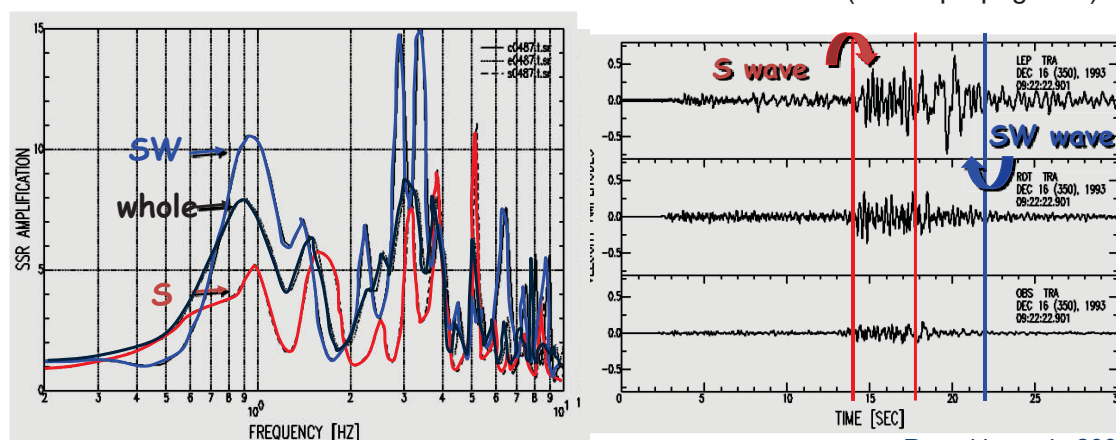 15
10
5
0
SSR AMPLIFICATION
SW
whole
S
c0487t.sr
e0487t.sr
s0487t.sr
2 3 4 5 6 7 8 9 10⁰ 2 3 4 5 6 7 8 9 10¹
FREQUENCY [HZ]
S wave
SW wave
0.5
0.0
-0.5
LEP TRA
DEC 16 (350), 1993
09:22:22.901
0.5
0.0
-0.5
ROT TRA
DEC 16 (350), 1993
09:22:22.901
0.5
0.0
-0.5
OBS TRA
DEC 16 (350), 1993
09:22:22.901
0 5 10 15 20 25
TIME [SEC]